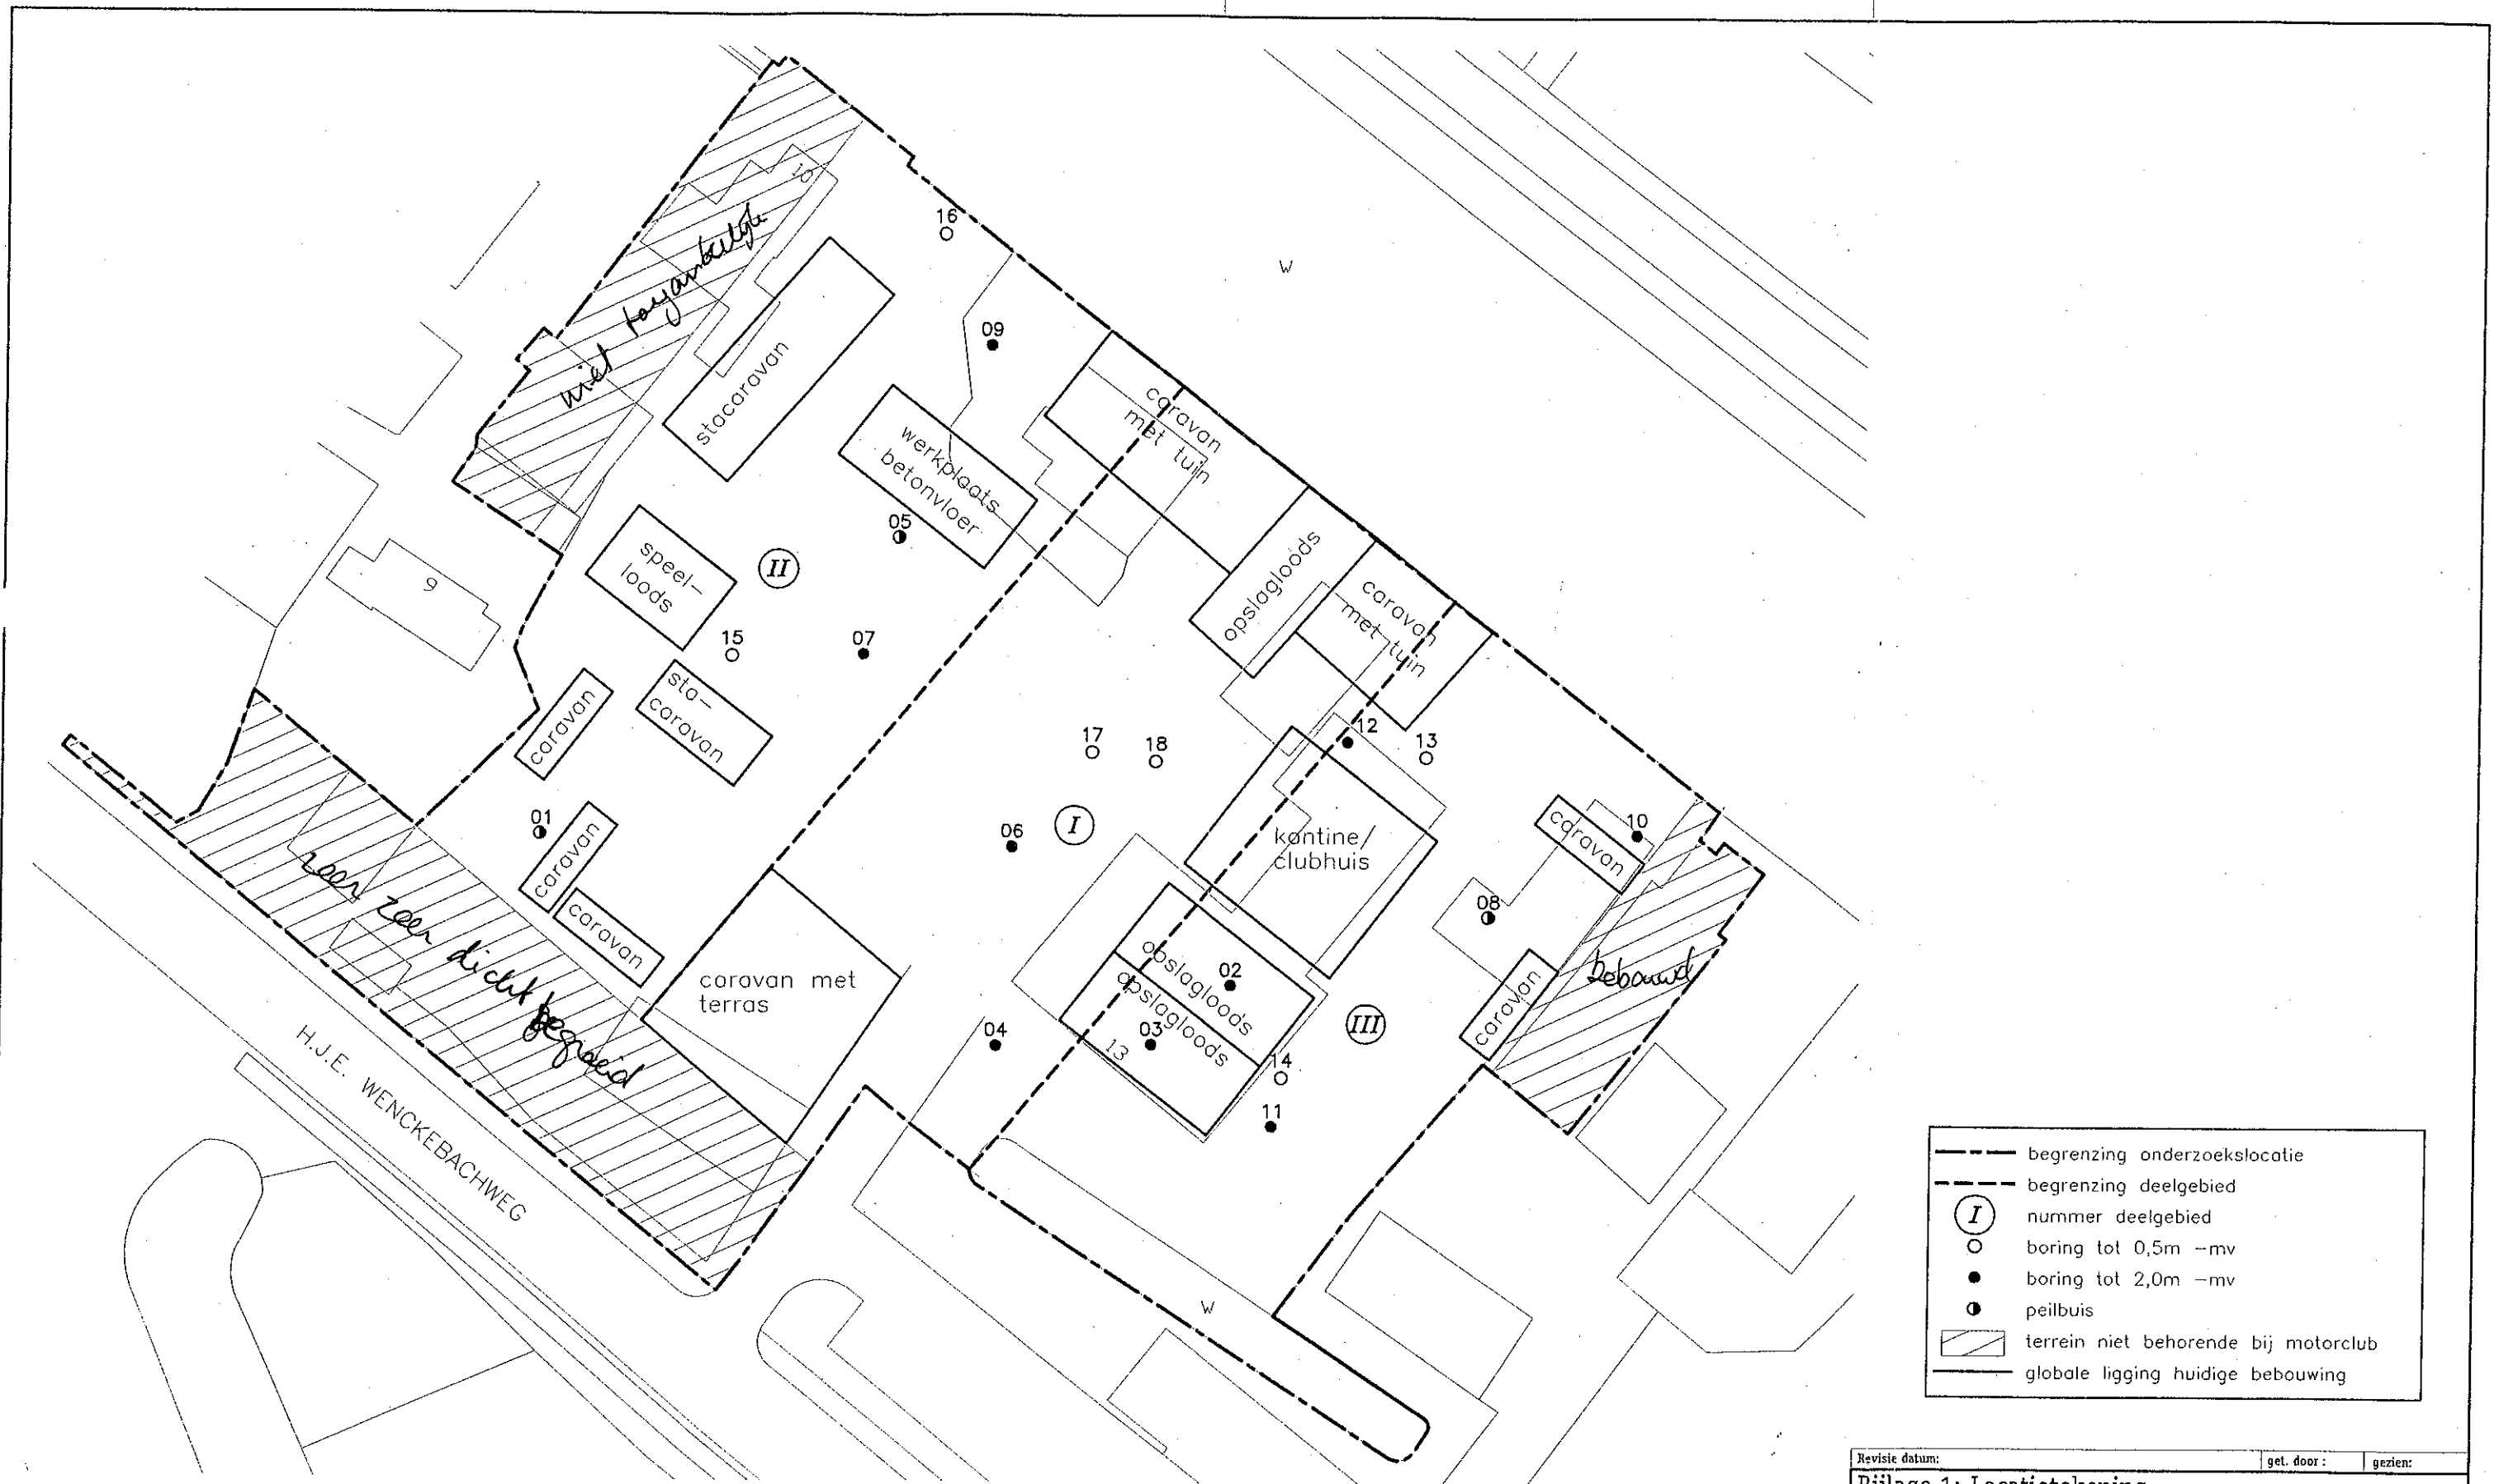 10
16
niet toegankelijk
W
stacaravan
09
caravan
met tuin
werkplaats
betonvloer
05
opslagloods
speel-
loods
II
9
caravan
met tuin
15
07
sta-
caravan
caravan
12
17
18
13
01
caravan
06
I
kantine/
clubhuis
caravan
10
08
zeer zeer dicht begroeid
caravan
caravan met
terras
opslagloods
02
opslagloods
03
13
04
14
III
caravan
bebouwd
11
H.J.E. WENCKEBACHWEG
W
begrenzing onderzoekslocatie
begrenzing deelgebied
I nummer deelgebied
boring tot 0,5m -mv
boring tot 2,0m -mv
peilbuis
terrein niet behorende bij motorclub
globale ligging huidige bebouwing
Revisie datum: get. door : gezien:
Bijlage 1: Locatietekening